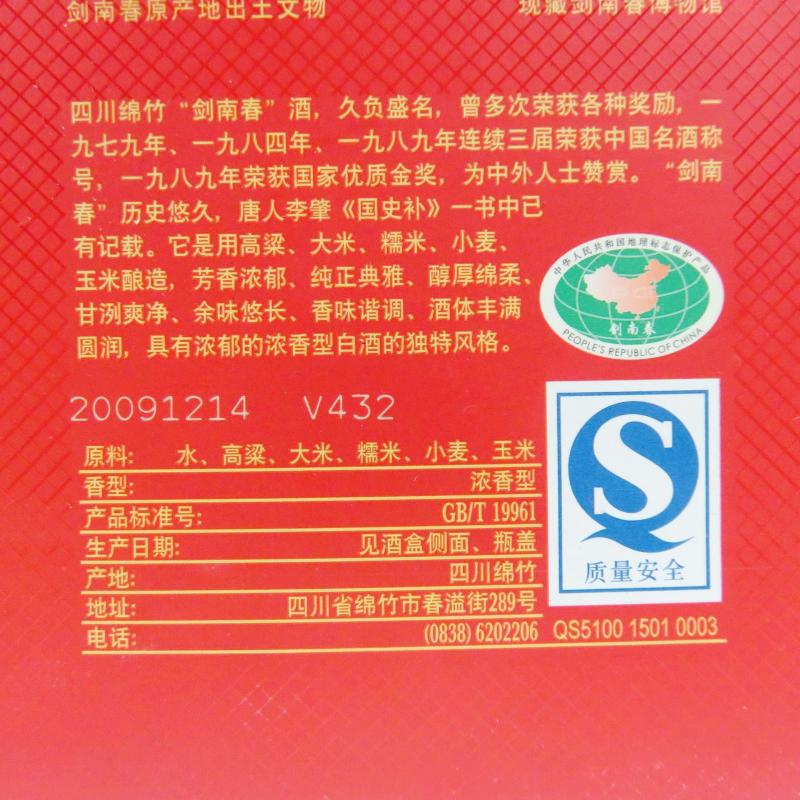 剑南春原产地出土文物
现藏剑南春博物馆
四川绵竹“剑南春”酒，久负盛名，曾多次荣获各种奖励，一
九七九年、一九八四年、一九八九年连续三届荣获中国名酒称
号，一九八九年荣获国家优质金奖，为中外人士赞赏。“剑南
春”历史悠久，唐人李肇《国史补》一书中已
有记载。它是用高粱、大米、糯米、小麦、
玉米酿造，芳香浓郁、纯正典雅、醇厚绵柔、
甘洌爽净、余味悠长、香味谐调、酒体丰满
圆润，具有浓郁的浓香型白酒的独特风格。
中华人民共和国地理标志保护产品
剑南春
PEOPLE'S REPUBLIC OF CHINA
20091214 V432
原料: 水、高粱、大米、糯米、小麦、玉米
香型: 浓香型
产品标准号: GB/T 19961
生产日期: 见酒盒侧面、瓶盖
产地: 四川绵竹
地址: 四川省绵竹市春溢街289号
电话: (0838) 6202206
QS
质量安全
QS5100 1501 0003